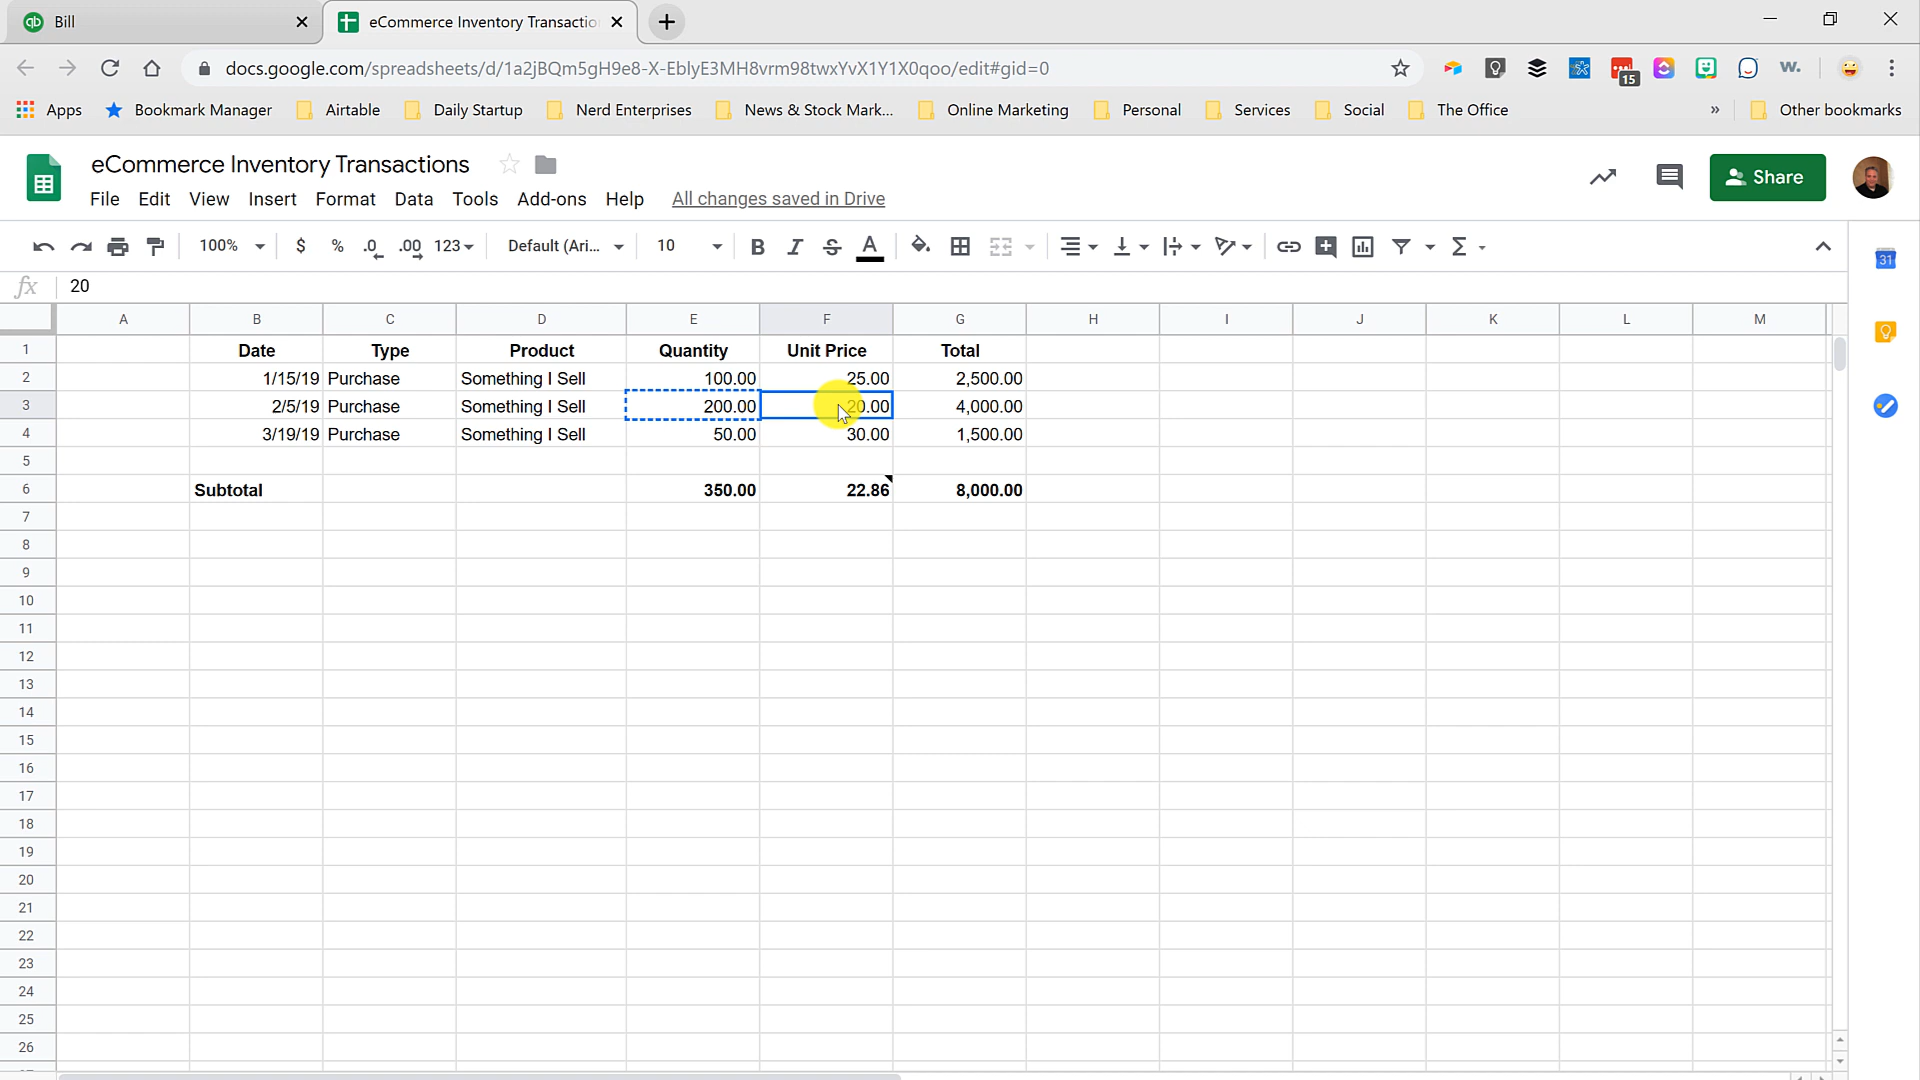 qb Bill
eCommerce Inventory Transactio
docs.google.com/spreadsheets/d/1a2jBQm5gH9e8-X-EblyE3MH8vrm98twxYvX1Y1X0qoo/edit#gid=0
15
w.
Apps Bookmark Manager Airtable Daily Startup Nerd Enterprises News & Stock Mark... Online Marketing Personal Services Social The Office » Other bookmarks
eCommerce Inventory Transactions
Share
File Edit View Insert Format Data Tools Add-ons Help All changes saved in Drive
100% $ % .0 .00 123 Default (Ari... 10 B I S A Σ
31
fx 20
A B C D E F G H I J K L M
1 Date Type Product Quantity Unit Price Total
2 1/15/19 Purchase Something I Sell 100.00 25.00 2,500.00
3 2/5/19 Purchase Something I Sell 200.00 20.00 4,000.00
4 3/19/19 Purchase Something I Sell 50.00 30.00 1,500.00
5
6 Subtotal 350.00 22.86 8,000.00
7
8
9
10
11
12
13
14
15
16
17
18
19
20
21
22
23
24
25
26